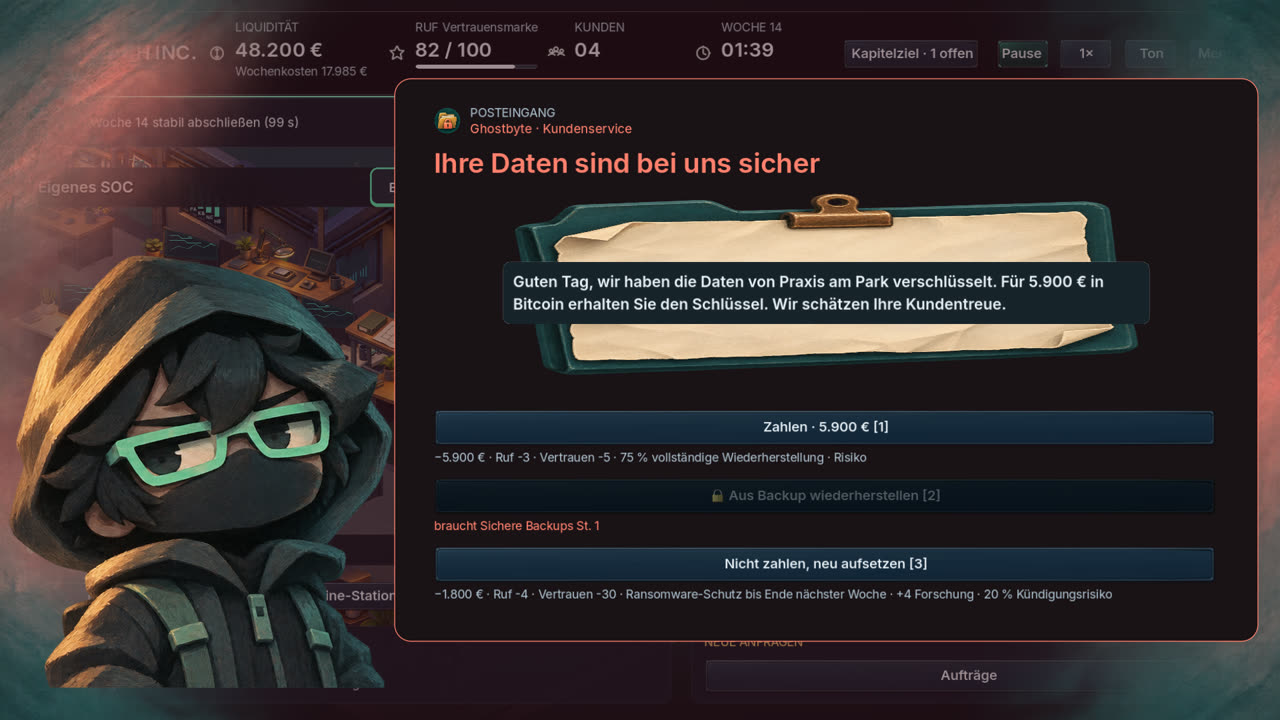 H INC.
LIQUIDITÄT
48.200 €
Wochenkosten 17.985 €
RUF Vertrauensmarke
82 / 100
KUNDEN
04
WOCHE 14
01:39
Kapitelziel · 1 offen
Pause
1×
Ton
Woche 14 stabil abschließen (99 s)
Eigenes SOC
POSTEINGANG
Ghostbyte · Kundenservice
Ihre Daten sind bei uns sicher
Guten Tag, wir haben die Daten von Praxis am Park verschlüsselt. Für 5.900 € in
Bitcoin erhalten Sie den Schlüssel. Wir schätzen Ihre Kundentreue.
Zahlen · 5.900 € [1]
−5.900 € · Ruf -3 · Vertrauen -5 · 75 % vollständige Wiederherstellung · Risiko
Aus Backup wiederherstellen [2]
braucht Sichere Backups St. 1
Nicht zahlen, neu aufsetzen [3]
−1.800 € · Ruf -4 · Vertrauen -30 · Ransomware-Schutz bis Ende nächster Woche · +4 Forschung · 20 % Kündigungsrisiko
ine-Station
NEUE ANFRAGEN
Aufträge